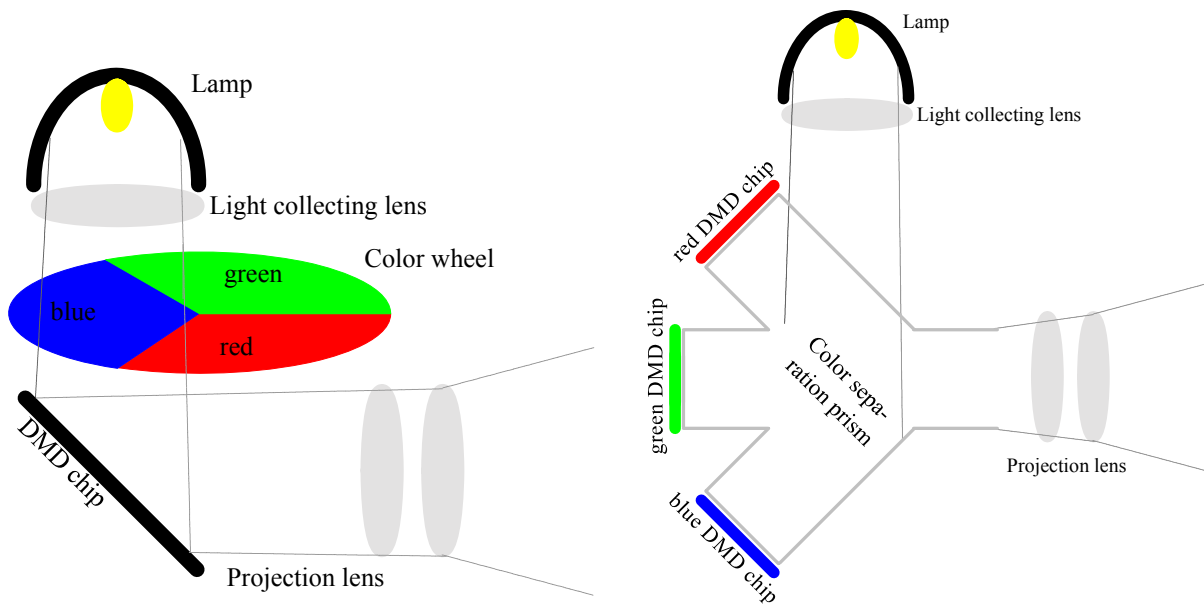 Lamp
Light collecting lens
Color wheel
green
blue
red
DMD chip
Projection lens
Lamp
Light collecting lens
red DMD chip
green DMD chip
Color sepa-
ration prism
blue DMD chip
Projection lens